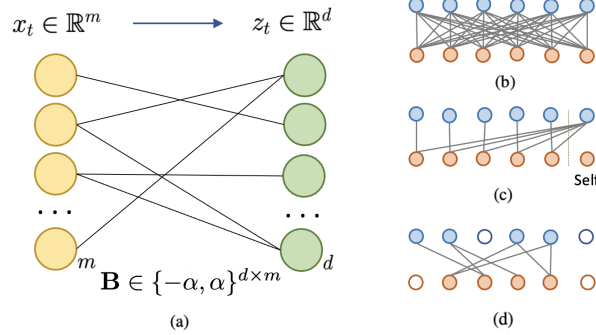 x_t ∈ ℝ^m
z_t ∈ ℝ^d
. . .
m
. . .
d
B ∈ {−α, α}^{d×m}
(a)
(b)
Self
(c)
(d)